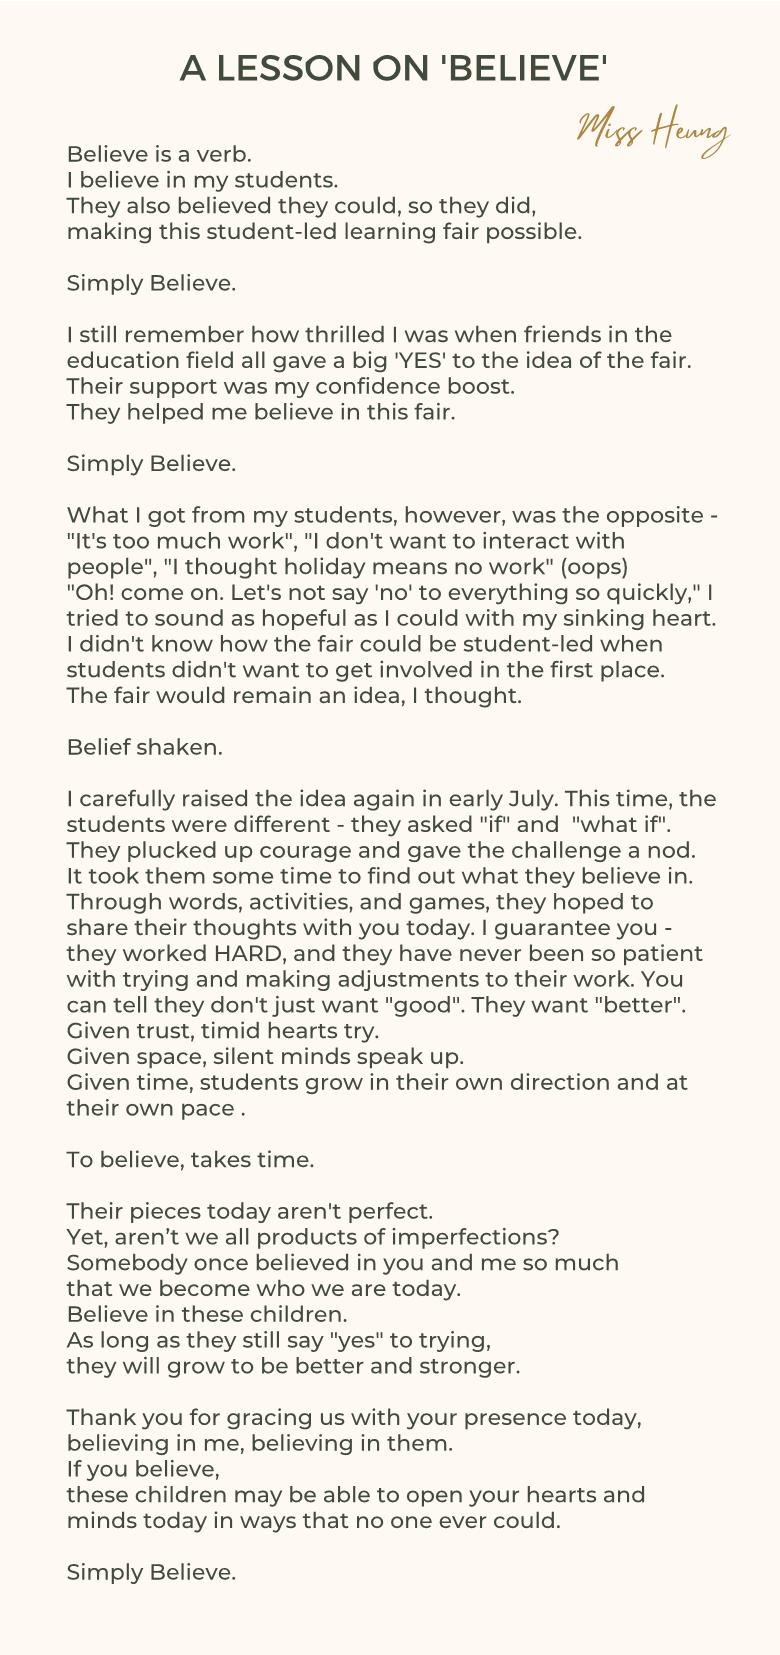 A LESSON ON 'BELIEVE'
Miss Heung
Believe is a verb.
I believe in my students.
They also believed they could, so they did,
making this student-led learning fair possible.
Simply Believe.
I still remember how thrilled I was when friends in the
education field all gave a big 'YES' to the idea of the fair.
Their support was my confidence boost.
They helped me believe in this fair.
Simply Believe.
What I got from my students, however, was the opposite -
"It's too much work", "I don't want to interact with
people", "I thought holiday means no work" (oops)
"Oh! come on. Let's not say 'no' to everything so quickly," I
tried to sound as hopeful as I could with my sinking heart.
I didn't know how the fair could be student-led when
students didn't want to get involved in the first place.
The fair would remain an idea, I thought.
Belief shaken.
I carefully raised the idea again in early July. This time, the
students were different - they asked "if" and  "what if".
They plucked up courage and gave the challenge a nod.
It took them some time to find out what they believe in.
Through words, activities, and games, they hoped to
share their thoughts with you today. I guarantee you -
they worked HARD, and they have never been so patient
with trying and making adjustments to their work. You
can tell they don't just want "good". They want "better".
Given trust, timid hearts try.
Given space, silent minds speak up.
Given time, students grow in their own direction and at
their own pace .
To believe, takes time.
Their pieces today aren't perfect.
Yet, aren’t we all products of imperfections?
Somebody once believed in you and me so much
that we become who we are today.
Believe in these children.
As long as they still say "yes" to trying,
they will grow to be better and stronger.
Thank you for gracing us with your presence today,
believing in me, believing in them.
If you believe,
these children may be able to open your hearts and
minds today in ways that no one ever could.
Simply Believe.